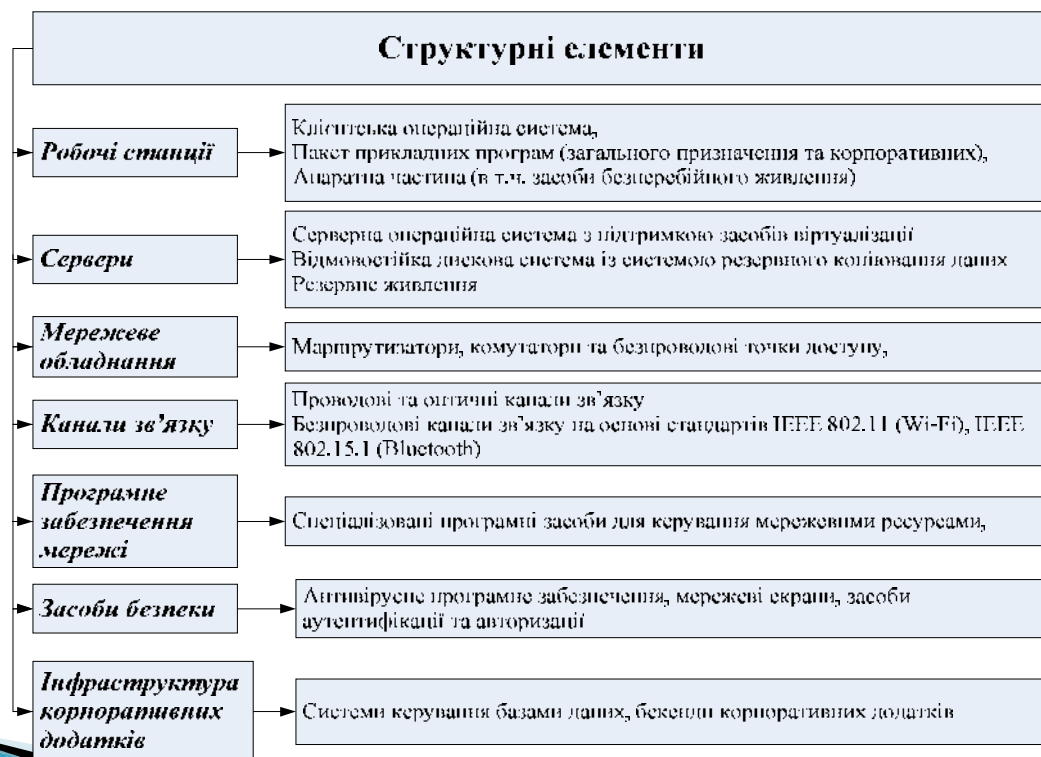 Структурні елементи
Робочі станції
Клієнтська операційна система,
Пакет прикладних програм (загального призначення та корпоративних),
Апаратна частина (в т.ч. засоби безперебійного живлення)
Сервери
Серверна операційна система з підтримкою засобів віртуалізації
Відмовостійка дискова система із системою резервного копіювання даних
Резервне живлення
Мережеве
обладнання
Маршрутизатори, комутатори та безпроводові точки доступу,
Канали зв’язку
Проводові та оптичні канали зв’язку
Безпроводові канали зв’язку на основі стандартів IEEE 802.11 (Wi-Fi), IEEE
802.15.1 (Bluetooth)
Програмне
забезпечення
мережі
Спеціалізовані програмні засоби для керування мережевими ресурсами,
Засоби безпеки
Антивірусне програмне забезпечення, мережеві екрани, засоби
аутентифікації та авторизації
Інфраструктура
корпоративних
додатків
Системи керування базами даних, бекенди корпоративних додатків